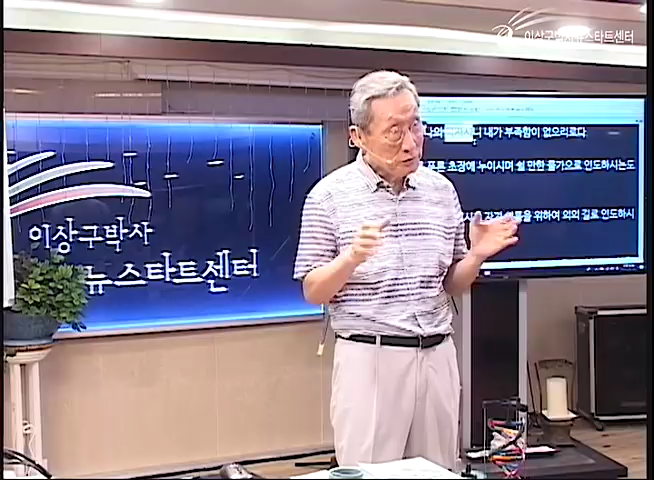 이상구박사뉴스타트센터
내가 부족함이 없으리로다
푸른 초장에 누이시며 쉴 만한 물가으로 인도하시는도
위하여 의의 길로 인도하시
이상구박사
뉴스타트센터